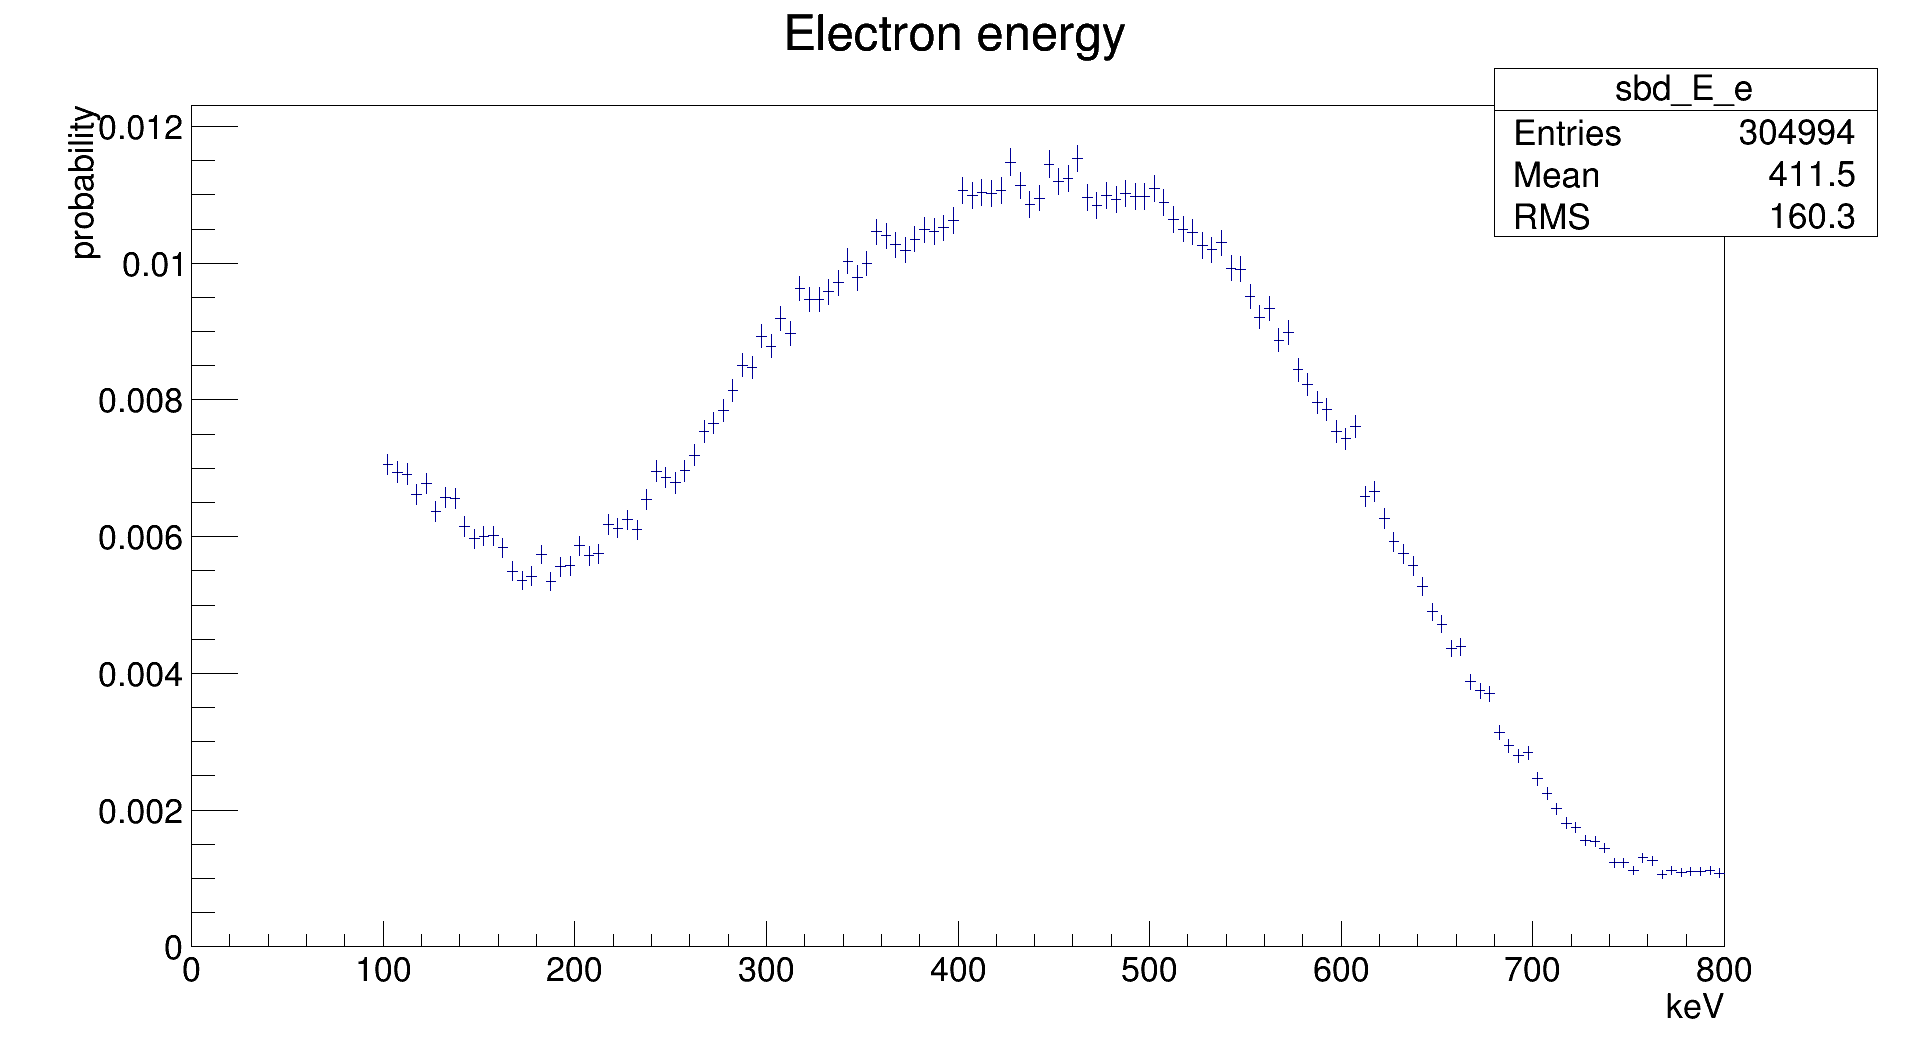 Electron energy
sbd_E_e
Entries 304994
Mean 411.5
RMS 160.3
probability
0.012
0.01
0.008
0.006
0.004
0.002
0
0 100 200 300 400 500 600 700 800
keV